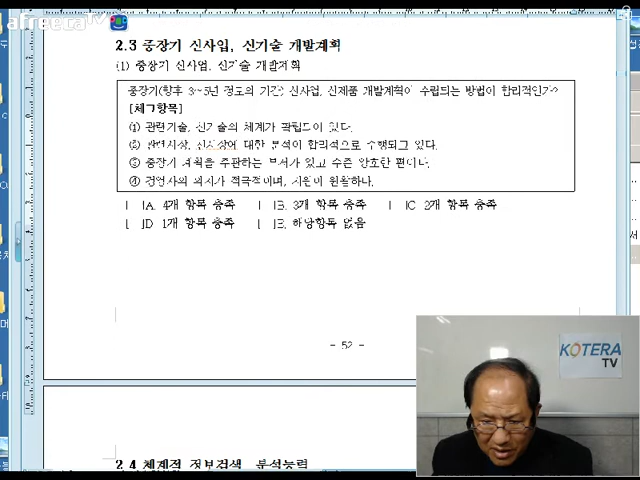 afreecaTV
2.3 중장기 신사업, 신기술 개발계획
(1) 중장기 신사업, 신기술 개발계획
중장기(향후 3~5년 정도의 기간) 신사업, 신제품 개발계획이 수립되는 방법이 합리적인가?
[체크항목]
① 관련기술, 신기술의 체계가 확립되어 있다.
② 관련시장, 신시장에 대한 분석이 합리적으로 수행되고 있다.
③ 중장기 계획을 주관하는 부서가 있고 수준 양호한 편이다.
④ 경영자의 의지가 적극적이며, 지원이 원활하다.
[ ]A. 4개 항목 충족 [ ]B. 3개 항목 충족 [ ]C. 2개 항목 충족
[ ]D. 1개 항목 충족 [ ]E. 해당항목 없음
- 52 -
KOTERA
TV
2.4 체계적 정보검색, 분석능력